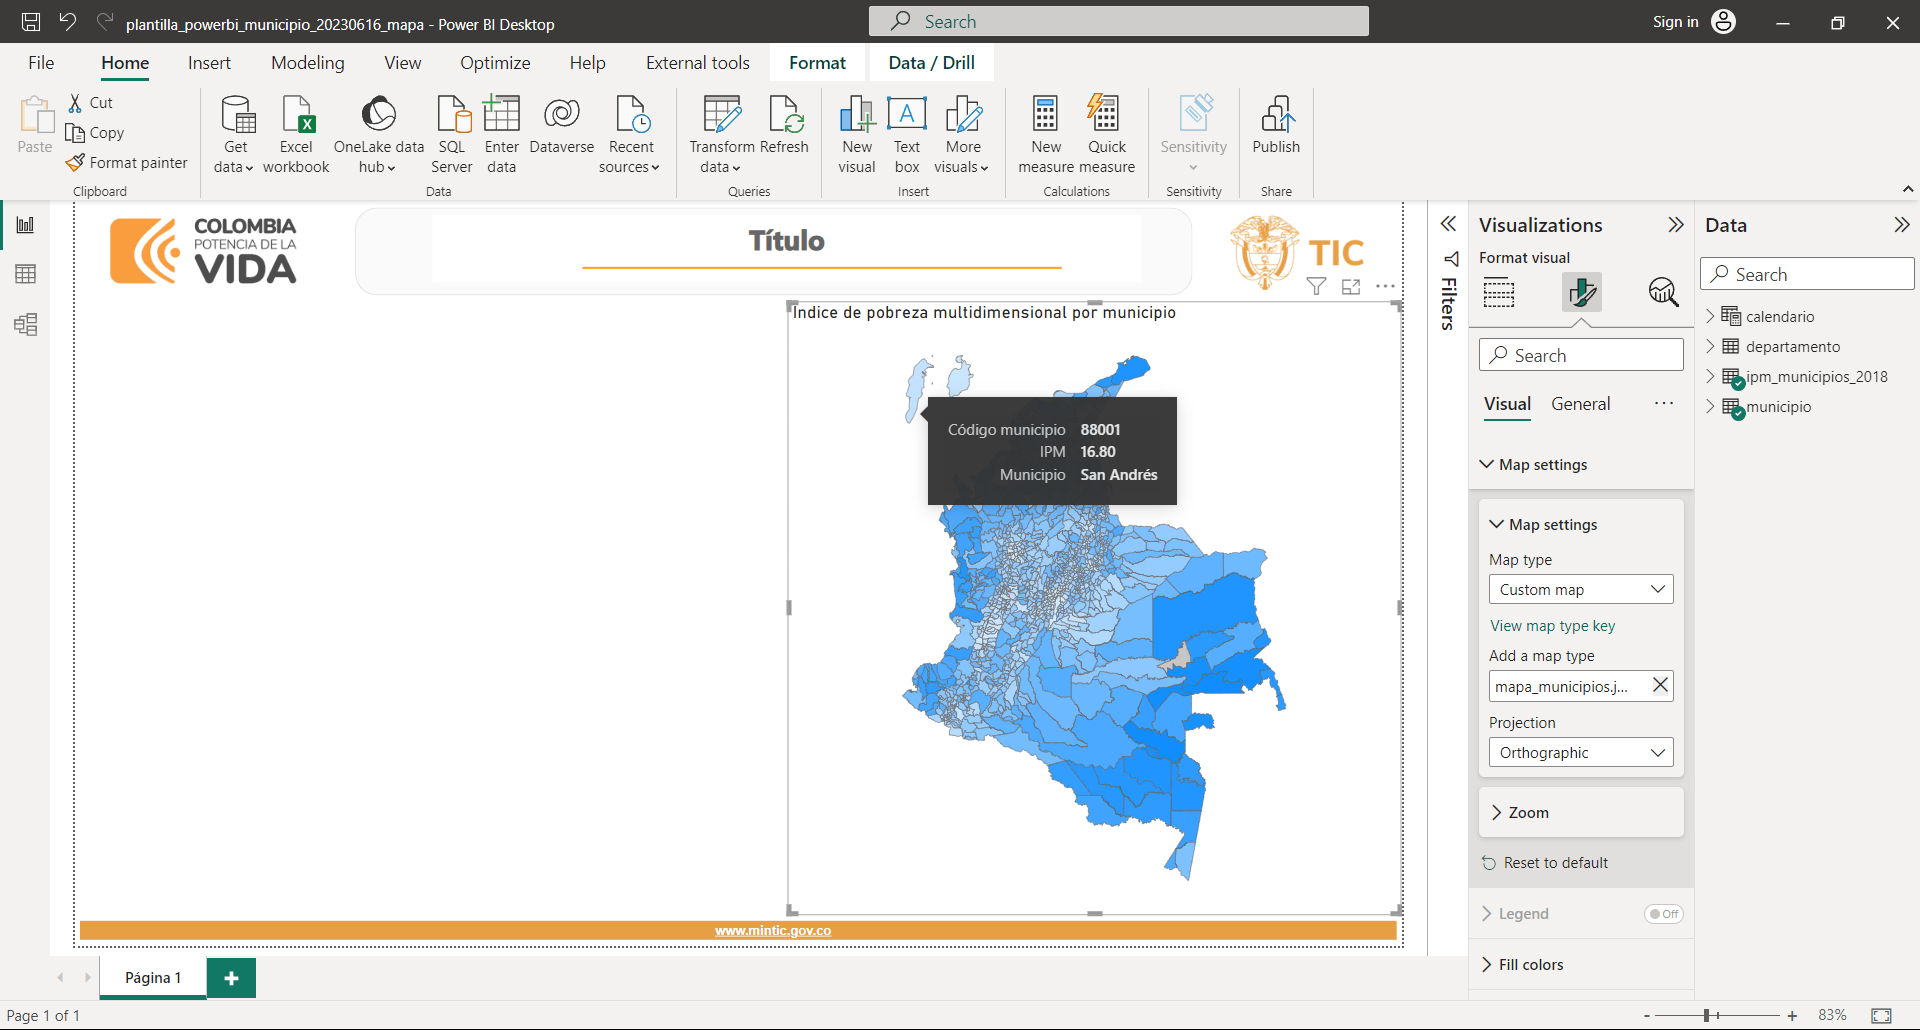 plantilla_powerbi_municipio_20230616_mapa - Power BI Desktop
Search
Sign in
File
Home
Insert
Modeling
View
Optimize
Help
External tools
Format
Data / Drill
Paste
Cut
Copy
Format painter
Clipboard
Get data
Excel workbook
OneLake data hub
SQL Server
Enter data
Dataverse
Recent sources
Data
Transform data
Refresh
Queries
New visual
Text box
More visuals
Insert
New measure
Quick measure
Calculations
Sensitivity
Sensitivity
Publish
Share
COLOMBIA
POTENCIA DE LA
VIDA
Título
TIC
Indice de pobreza multidimensional por municipio
Código municipio 88001
IPM 16.80
Municipio San Andrés
www.mintic.gov.co
Filters
Visualizations
Format visual
Search
Visual
General
Map settings
Map settings
Map type
Custom map
View map type key
Add a map type
mapa_municipios.j...
Projection
Orthographic
Zoom
Reset to default
Legend
Off
Fill colors
Data
Search
calendario
departamento
ipm_municipios_2018
municipio
Página 1
Page 1 of 1
83%